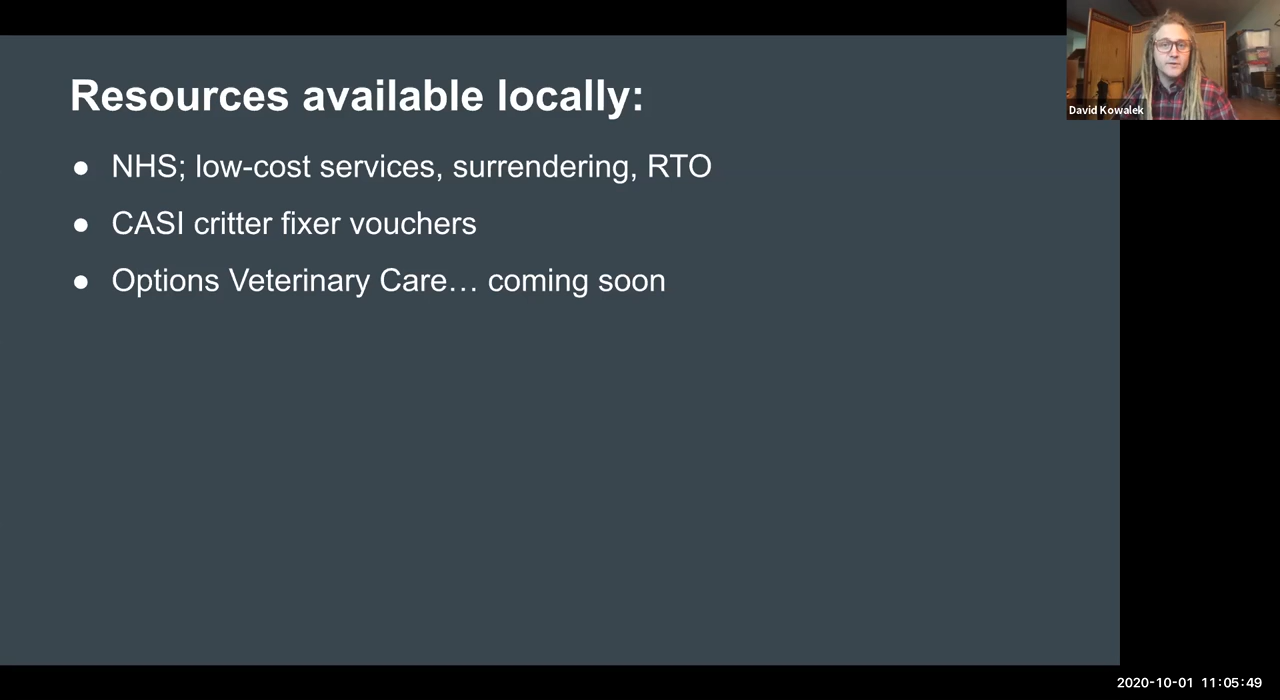 Resources available locally:
● NHS; low-cost services, surrendering, RTO
● CASI critter fixer vouchers
● Options Veterinary Care… coming soon
David Kowalek
2020-10-01 11:05:49